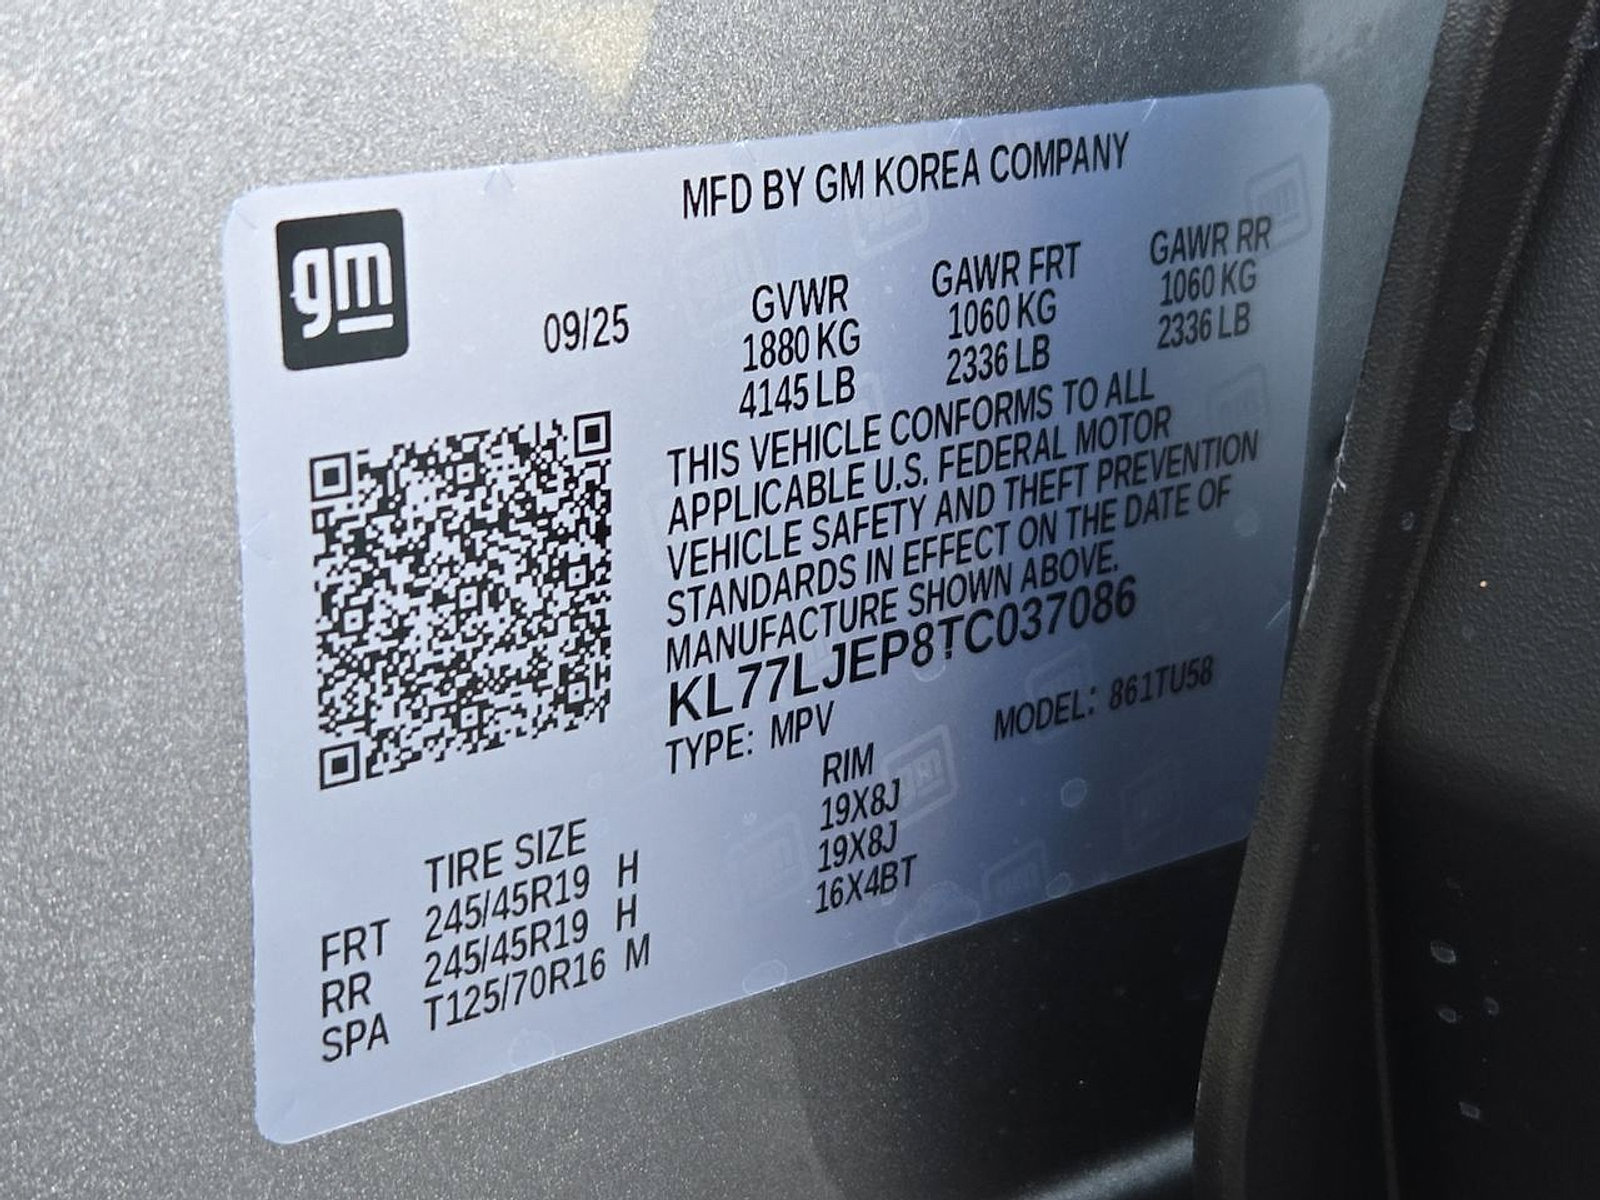 gm
MFD BY GM KOREA COMPANY
09/25
GVWR GAWR FRT GAWR RR
1880 KG 1060 KG 1060 KG
4145 LB 2336 LB 2336 LB
THIS VEHICLE CONFORMS TO ALL
APPLICABLE U.S. FEDERAL MOTOR
VEHICLE SAFETY AND THEFT PREVENTION
STANDARDS IN EFFECT ON THE DATE OF
MANUFACTURE SHOWN ABOVE.
KL77LJEP8TC037086
TYPE: MPV MODEL: 861TU58
TIRE SIZE RIM
FRT 245/45R19 H 19X8J
RR 245/45R19 H 19X8J
SPA T125/70R16 M 16X4BT